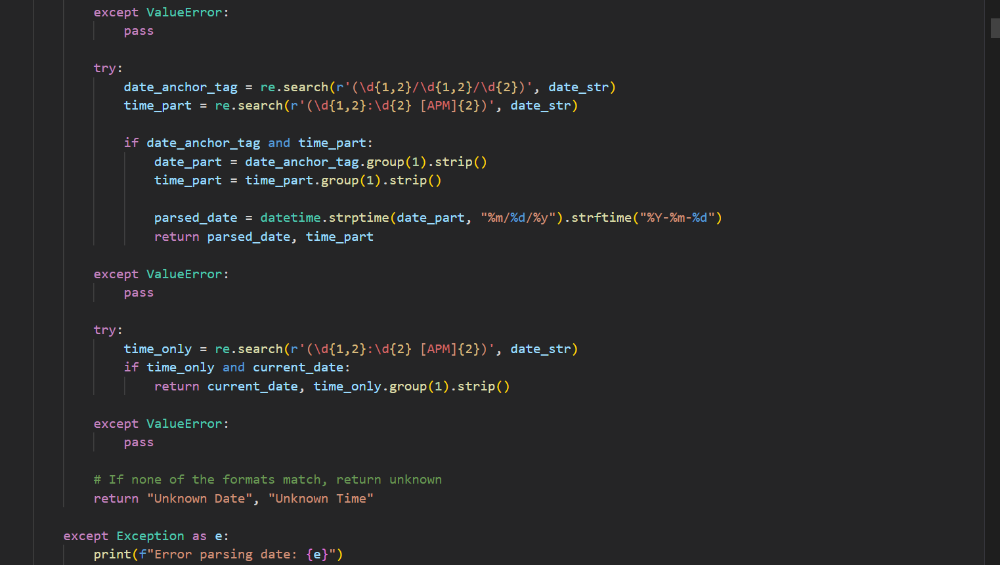 except ValueError:
pass
try:
date_anchor_tag = re.search(r'(\d{1,2}/\d{1,2}/\d{2})', date_str)
time_part = re.search(r'(\d{1,2}:\d{2} [APM]{2})', date_str)
if date_anchor_tag and time_part:
date_part = date_anchor_tag.group(1).strip()
time_part = time_part.group(1).strip()
parsed_date = datetime.strptime(date_part, "%m/%d/%y").strftime("%Y-%m-%d")
return parsed_date, time_part
except ValueError:
pass
try:
time_only = re.search(r'(\d{1,2}:\d{2} [APM]{2})', date_str)
if time_only and current_date:
return current_date, time_only.group(1).strip()
except ValueError:
pass
# If none of the formats match, return unknown
return "Unknown Date", "Unknown Time"
except Exception as e:
print(f"Error parsing date: {e}")